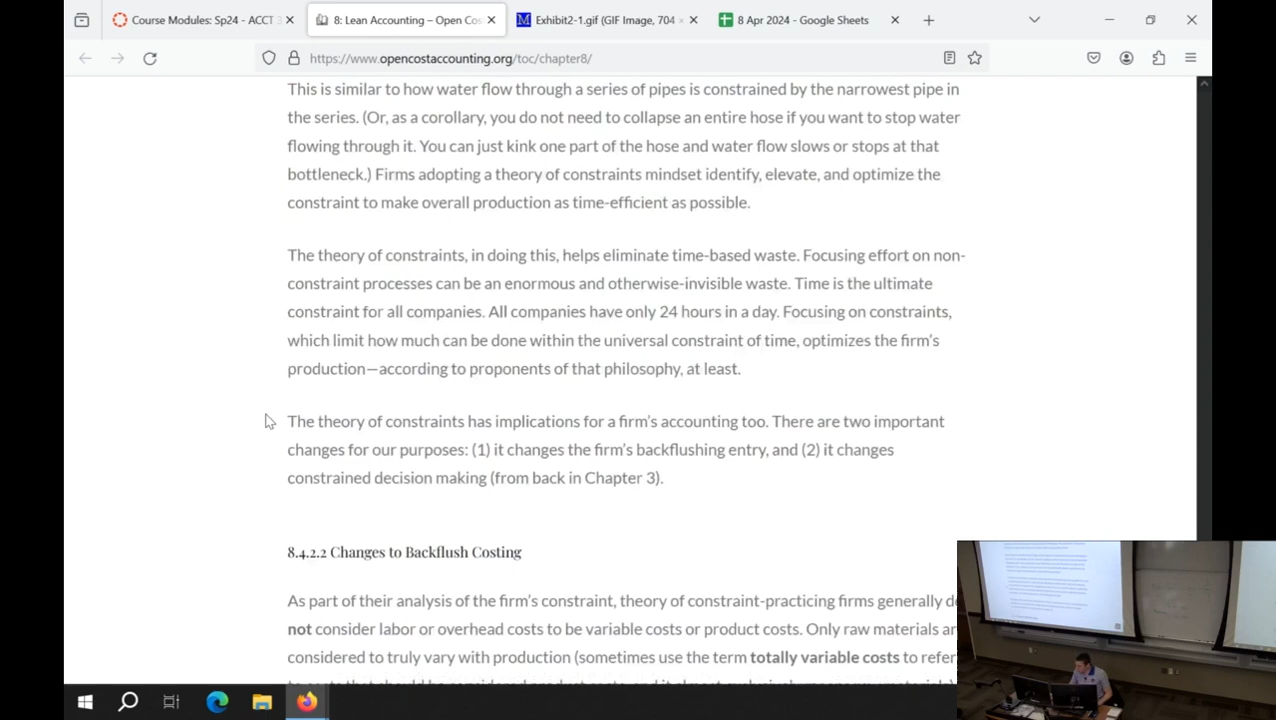 Course Modules: Sp24 - ACCT 3
8: Lean Accounting – Open Cos
Exhibit2-1.gif (GIF Image, 704 ×
8 Apr 2024 - Google Sheets
https://www.opencostaccounting.org/toc/chapter8/
This is similar to how water flow through a series of pipes is constrained by the narrowest pipe in
the series. (Or, as a corollary, you do not need to collapse an entire hose if you want to stop water
flowing through it. You can just kink one part of the hose and water flow slows or stops at that
bottleneck.) Firms adopting a theory of constraints mindset identify, elevate, and optimize the
constraint to make overall production as time-efficient as possible.
The theory of constraints, in doing this, helps eliminate time-based waste. Focusing effort on non-
constraint processes can be an enormous and otherwise-invisible waste. Time is the ultimate
constraint for all companies. All companies have only 24 hours in a day. Focusing on constraints,
which limit how much can be done within the universal constraint of time, optimizes the firm's
production—according to proponents of that philosophy, at least.
The theory of constraints has implications for a firm's accounting too. There are two important
changes for our purposes: (1) it changes the firm's backflushing entry, and (2) it changes
constrained decision making (from back in Chapter 3).
8.4.2.2 Changes to Backflush Costing
As part of their analysis of the firm's constraint, theory of constraint-practicing firms generally d
not consider labor or overhead costs to be variable costs or product costs. Only raw materials ar
considered to truly vary with production (sometimes use the term totally variable costs to refer